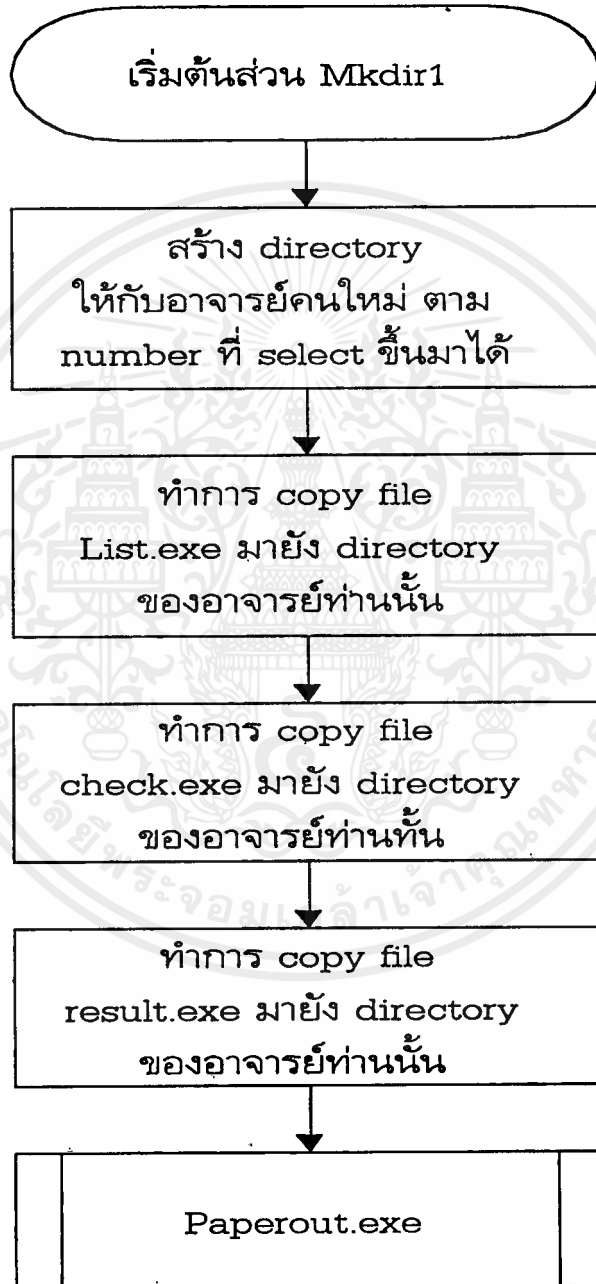 เริ่มต้นส่วน Mkdir1
สร้าง directory
ให้กับอาจารย์คนใหม่ ตาม
number ที่ select ขึ้นมาได้
ทำการ copy file
List.exe มายัง directory
ของอาจารย์ท่านนั้น
ทำการ copy file
check.exe มายัง directory
ของอาจารย์ท่านทั้น
ทำการ copy file
result.exe มายัง directory
ของอาจารย์ท่านนั้น
Paperout.exe